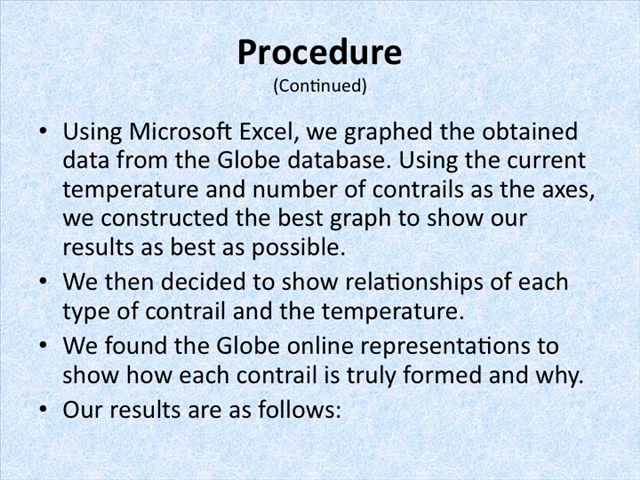 Procedure
(Continued)
• Using Microsoft Excel, we graphed the obtained
data from the Globe database. Using the current
temperature and number of contrails as the axes,
we constructed the best graph to show our
results as best as possible.
• We then decided to show relationships of each
type of contrail and the temperature.
• We found the Globe online representations to
show how each contrail is truly formed and why.
• Our results are as follows: